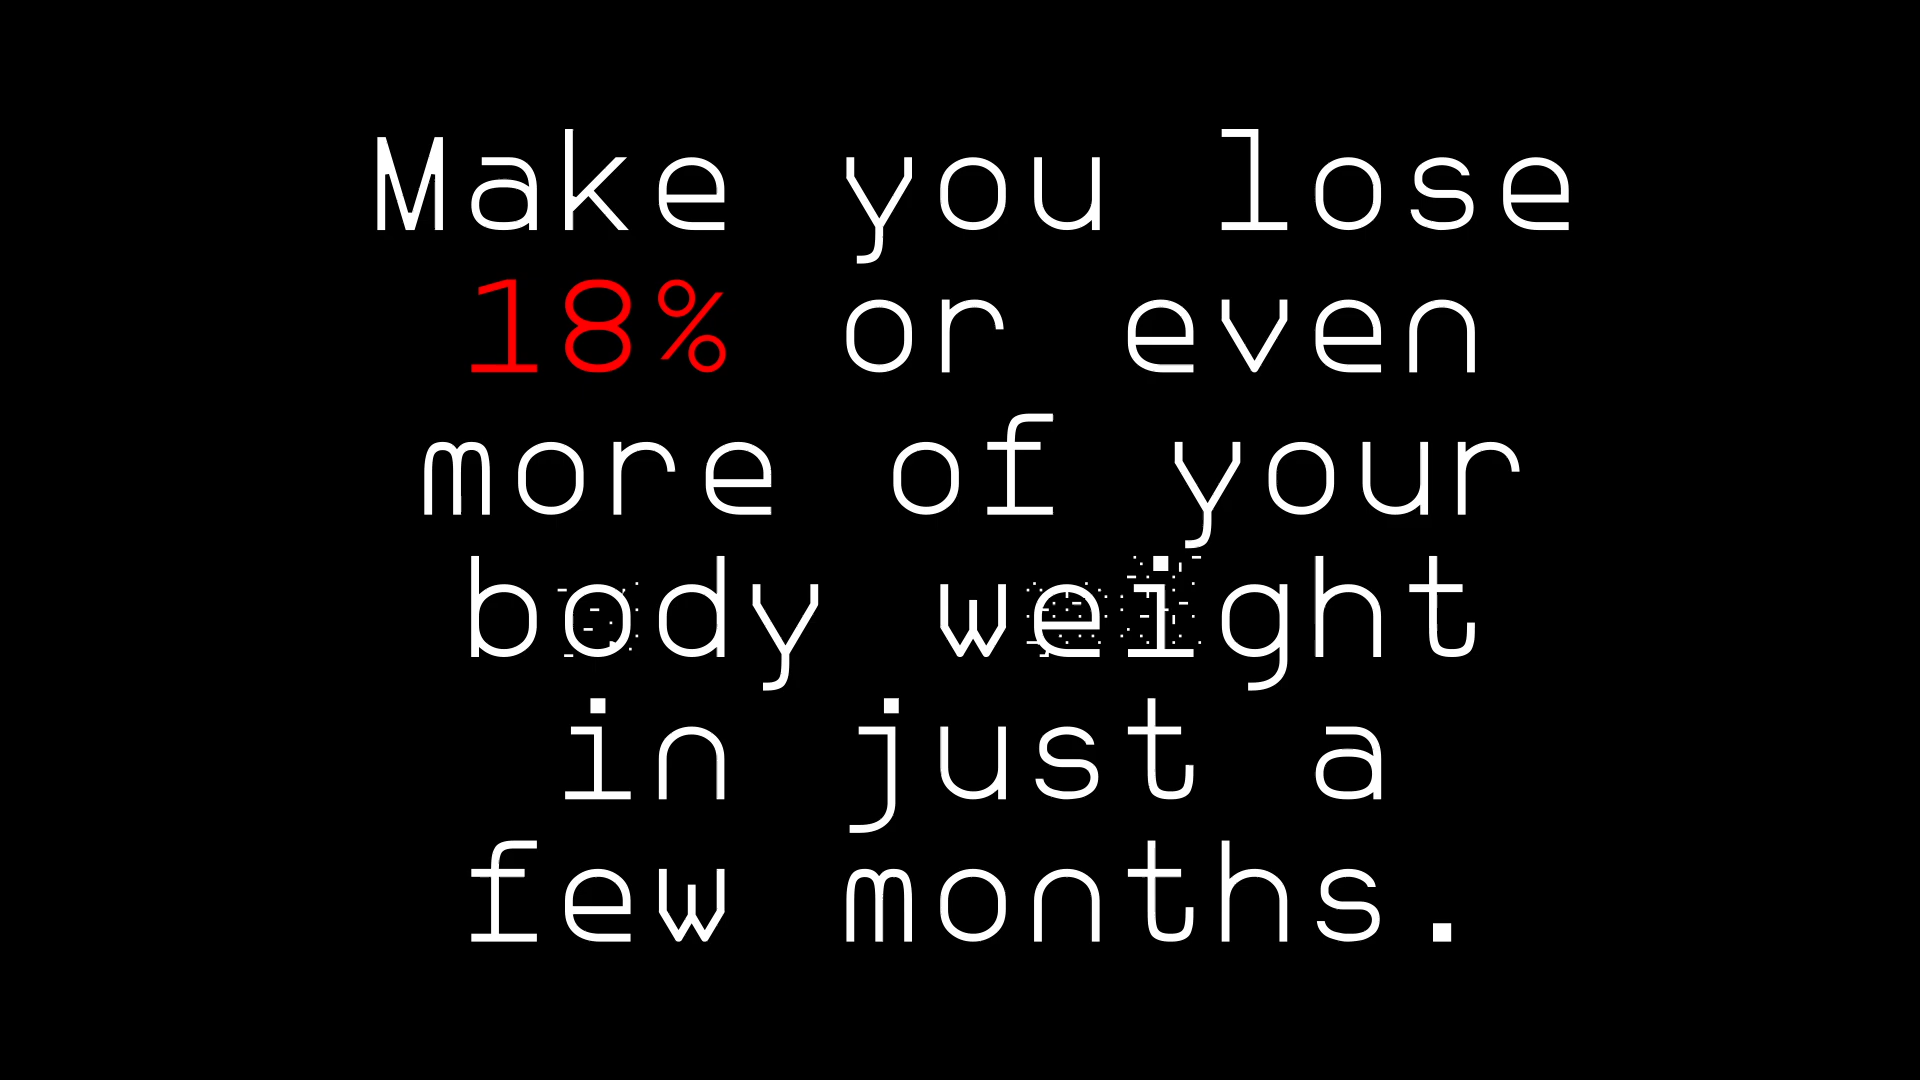 Make you lose
18% or even
more of your
body weight
in just a
few months.